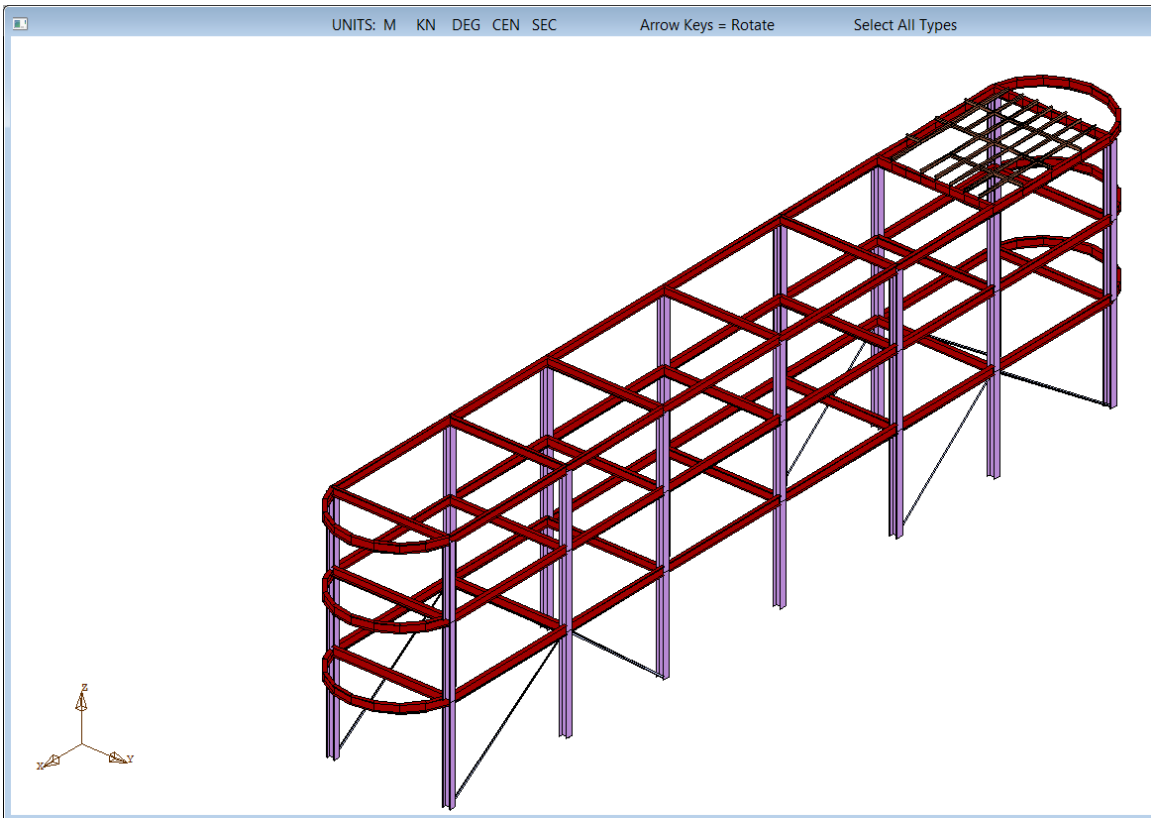 UNITS: M KN DEG CEN SEC Arrow Keys = Rotate Select All Types
Z
X
Y